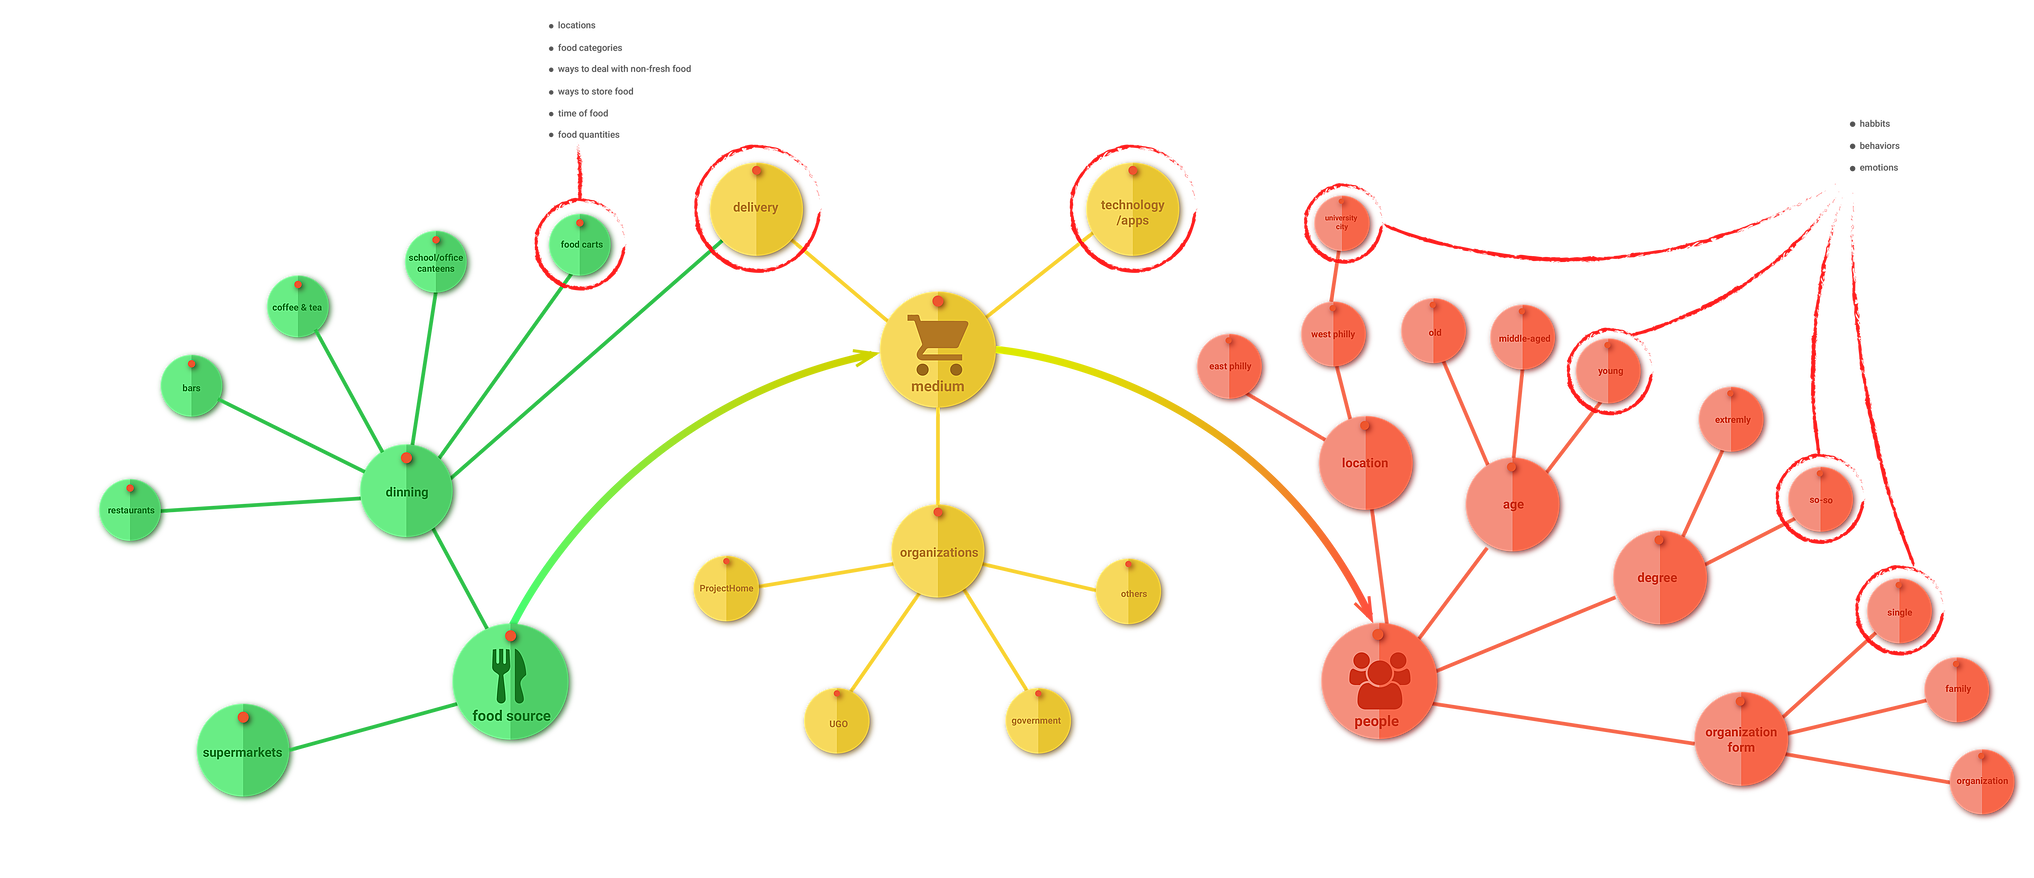 locations
food categories
ways to deal with non-fresh food
ways to store food
time of food
food quantities
food carts
school/office
canteens
coffee & tea
bars
restaurants
dinning
food source
supermarkets
delivery
technology
/apps
medium
organizations
ProjectHome
UGO
government
others
habbits
behaviors
emotions
university
city
west philly
east philly
location
old
middle-aged
young
age
extremly
so-so
degree
people
single
family
organization
form
organization